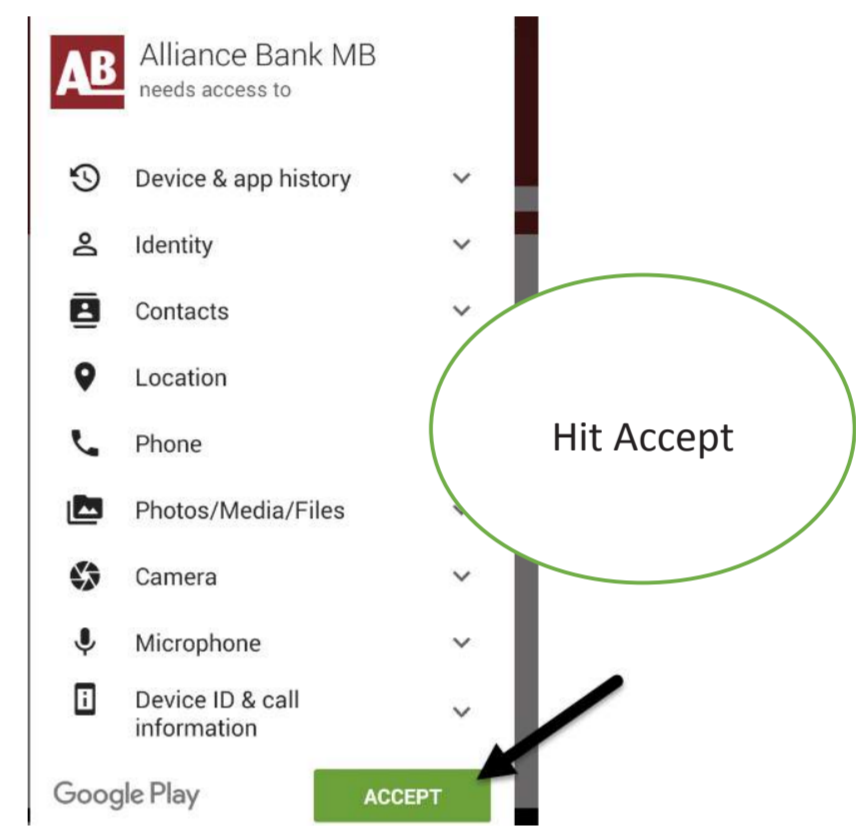 AB
Alliance Bank MB
needs access to
Device & app history
Identity
Contacts
Location
Phone
Hit Accept
Photos/Media/Files
Camera
Microphone
Device ID & call
information
Google Play
ACCEPT